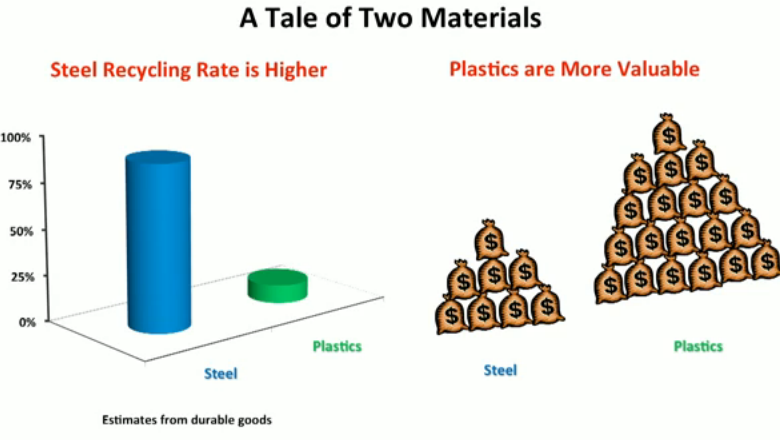 A Tale of Two Materials
Steel Recycling Rate is Higher
Plastics are More Valuable
100%
75%
50%
25%
0%
Plastics
Steel
Estimates from durable goods
$
$ $ $
$ $ $ $
Steel
$
$ $ $
$ $ $ $
$ $ $ $ $
$ $ $ $ $ $
Plastics